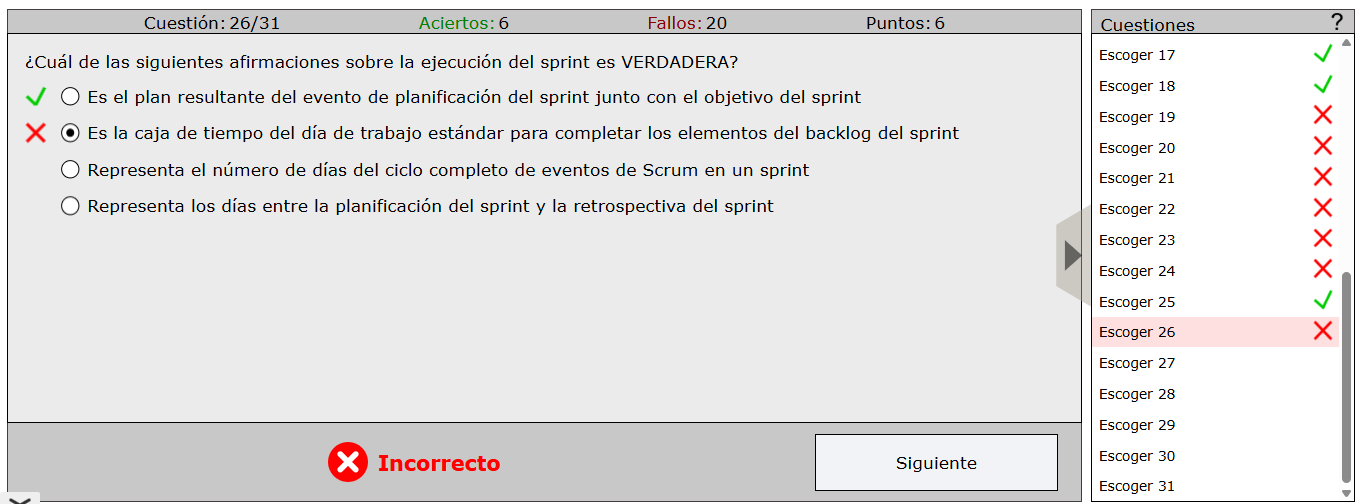 Cuestión: 26/31 Aciertos: 6 Fallos: 20 Puntos: 6
¿Cuál de las siguientes afirmaciones sobre la ejecución del sprint es VERDADERA?
Es el plan resultante del evento de planificación del sprint junto con el objetivo del sprint
Es la caja de tiempo del día de trabajo estándar para completar los elementos del backlog del sprint
Representa el número de días del ciclo completo de eventos de Scrum en un sprint
Representa los días entre la planificación del sprint y la retrospectiva del sprint
Incorrecto
Siguiente
Cuestiones ?
Escoger 17
Escoger 18
Escoger 19
Escoger 20
Escoger 21
Escoger 22
Escoger 23
Escoger 24
Escoger 25
Escoger 26
Escoger 27
Escoger 28
Escoger 29
Escoger 30
Escoger 31